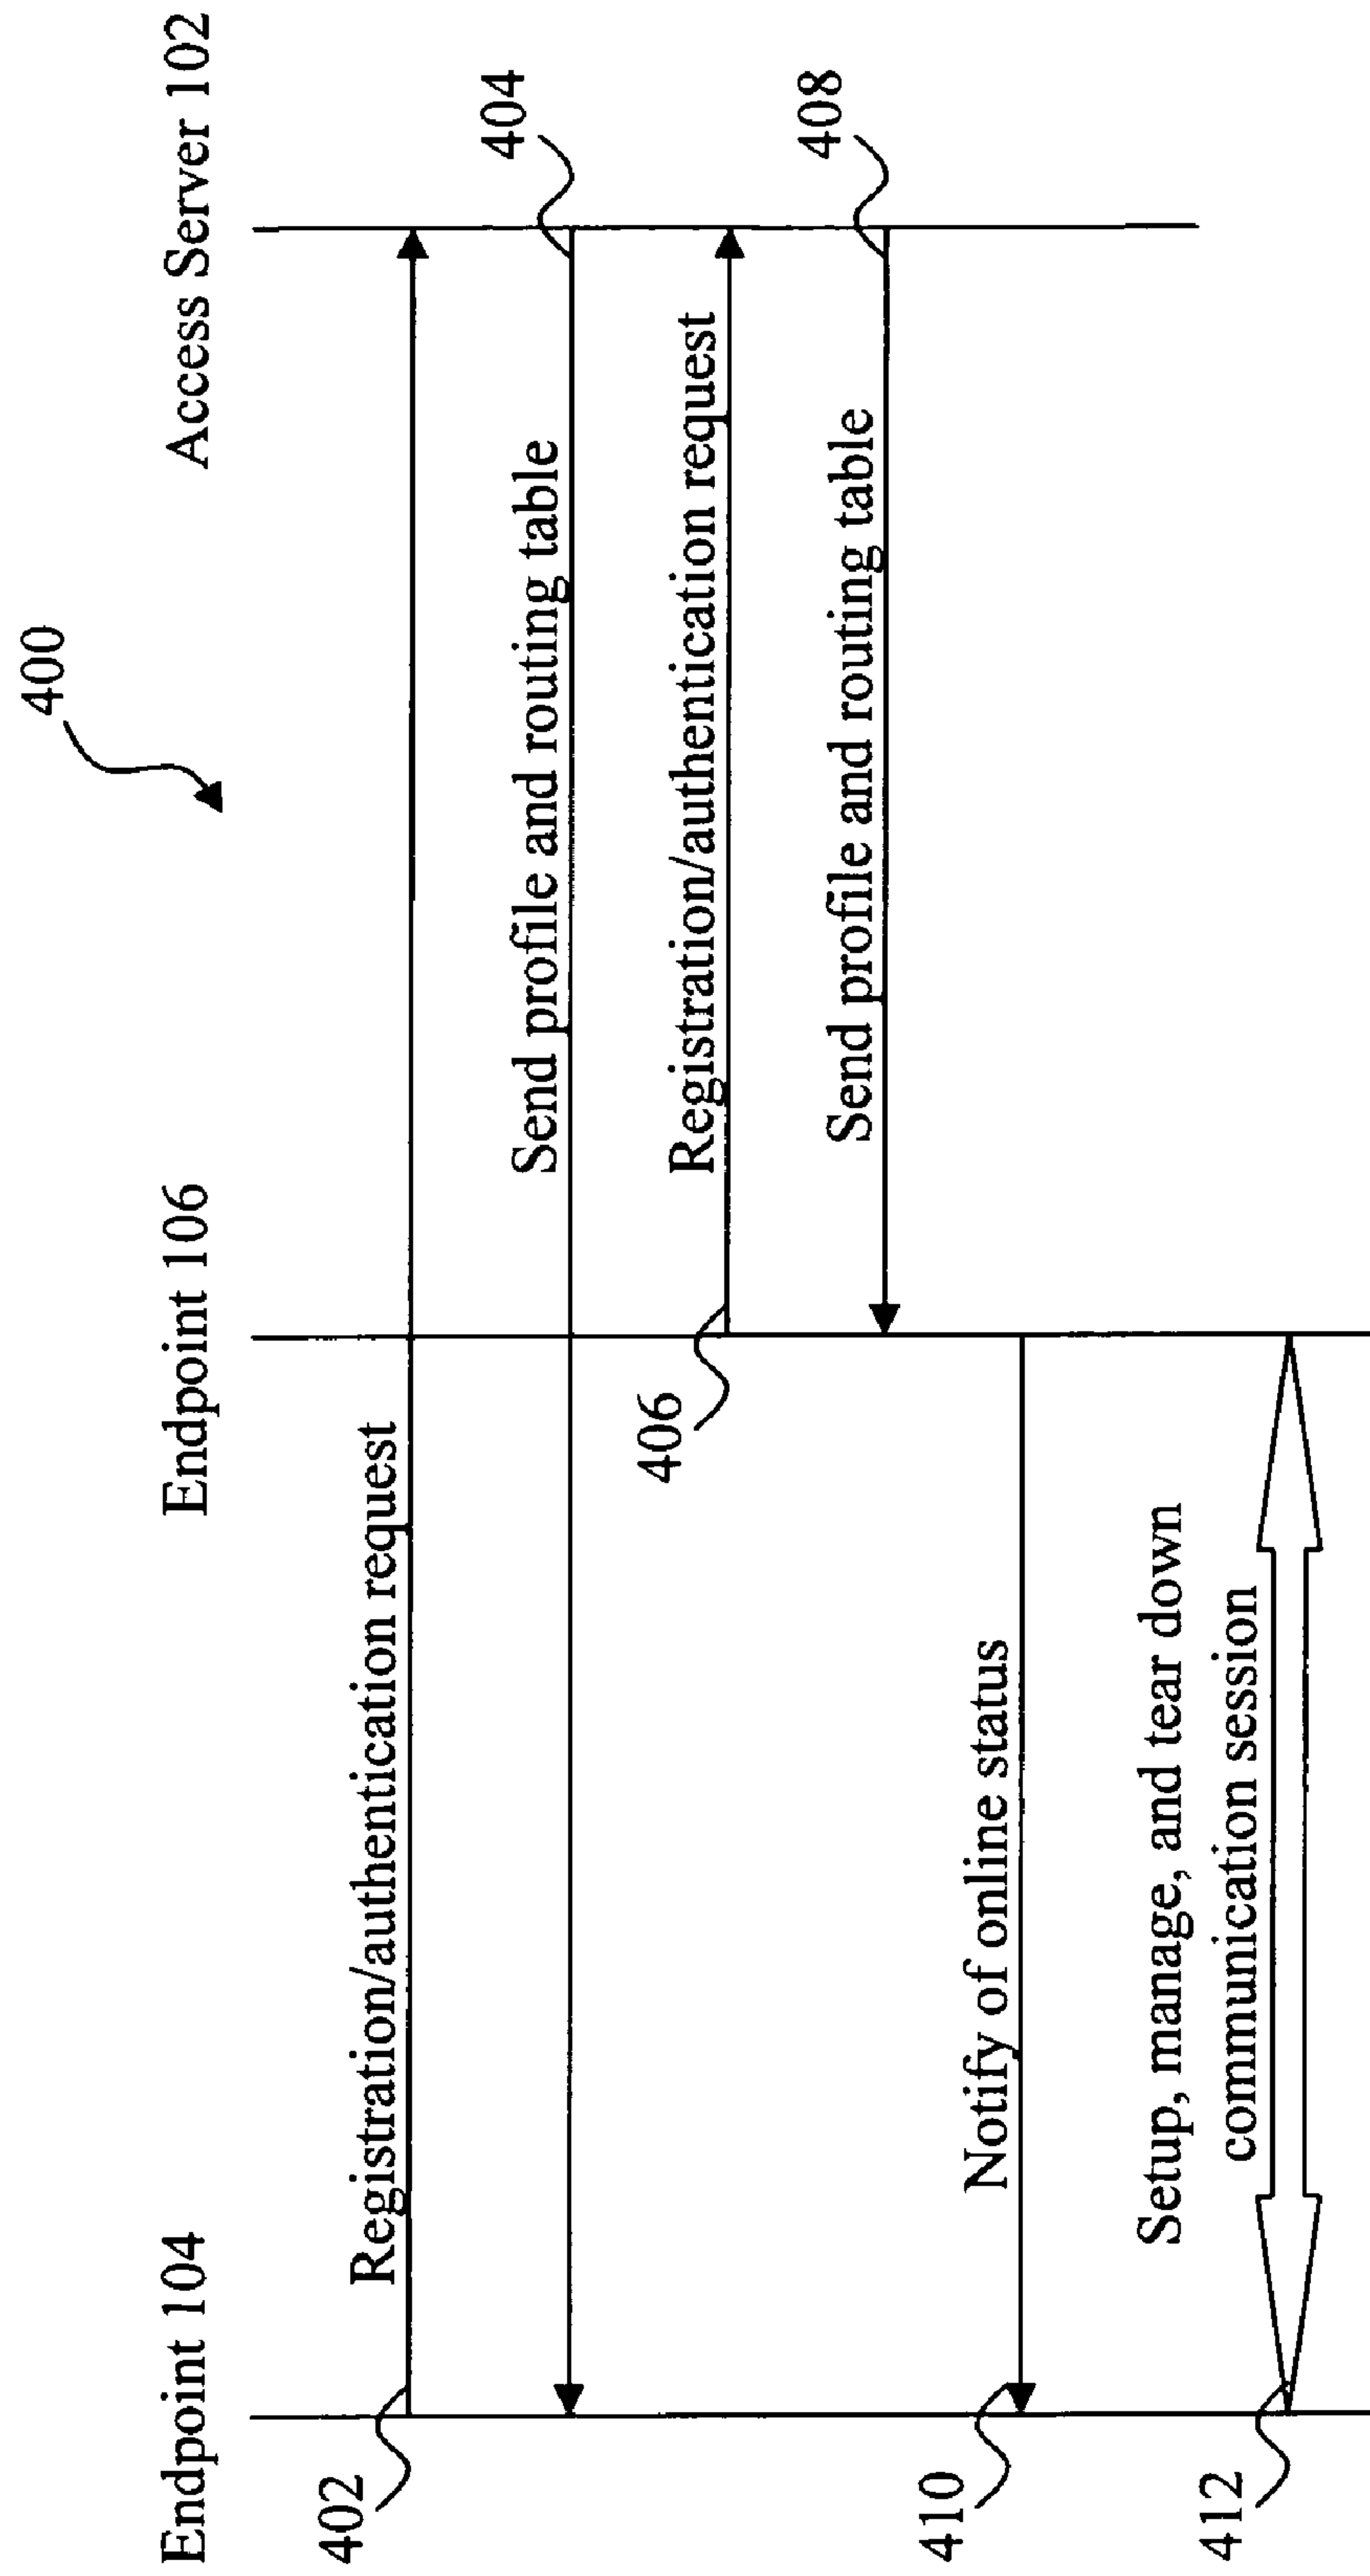 400
Endpoint 104
Endpoint 106
Access Server 102
402
Registration/authentication request
Send profile and routing table
404
406
Registration/authentication request
Send profile and routing table
408
410
Notify of online status
Setup, manage, and tear down
communication session
412